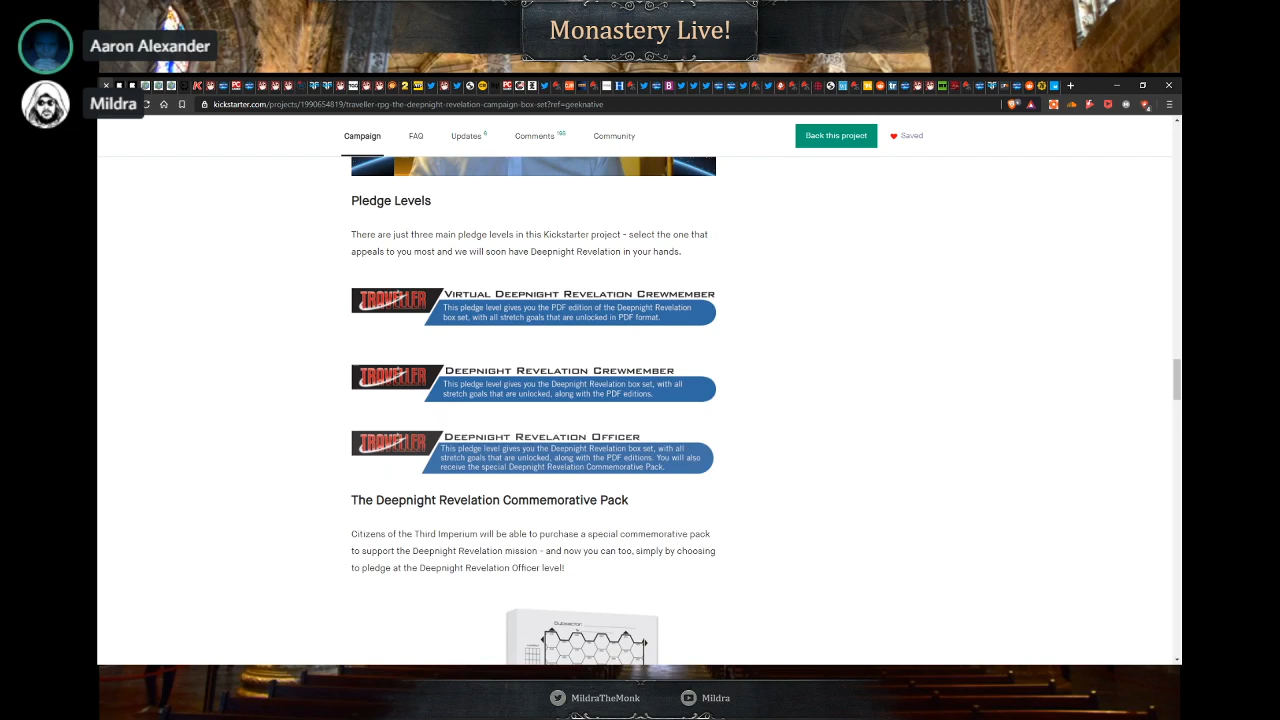 Monastery Live!
Aaron Alexander
Mildra
kickstarter.com/projects/1990654819/traveller-rpg-the-deepnight-revelation-campaign-box-set?ref=geeknative
Campaign FAQ Updates 8 Comments 195 Community Back this project Saved
Pledge Levels
There are just three main pledge levels in this Kickstarter project - select the one that
appeals to you most and we will soon have Deepnight Revelation in your hands.
TRAVELLER Virtual Deepnight Revelation Crewmember
This pledge level gives you the PDF edition of the Deepnight Revelation
box set, with all stretch goals that are unlocked in PDF format.
TRAVELLER Deepnight Revelation Crewmember
This pledge level gives you the Deepnight Revelation box set, with all
stretch goals that are unlocked, along with the PDF editions.
TRAVELLER Deepnight Revelation Officer
This pledge level gives you the Deepnight Revelation box set, with all
stretch goals that are unlocked, along with the PDF editions. You will also
receive the special Deepnight Revelation Commemorative Pack.
The Deepnight Revelation Commemorative Pack
Citizens of the Third Imperium will be able to purchase a special commemorative pack
to support the Deepnight Revelation mission - and now you can too, simply by choosing
to pledge at the Deepnight Revelation Officer level!
Subsector:
MildraTheMonk Mildra